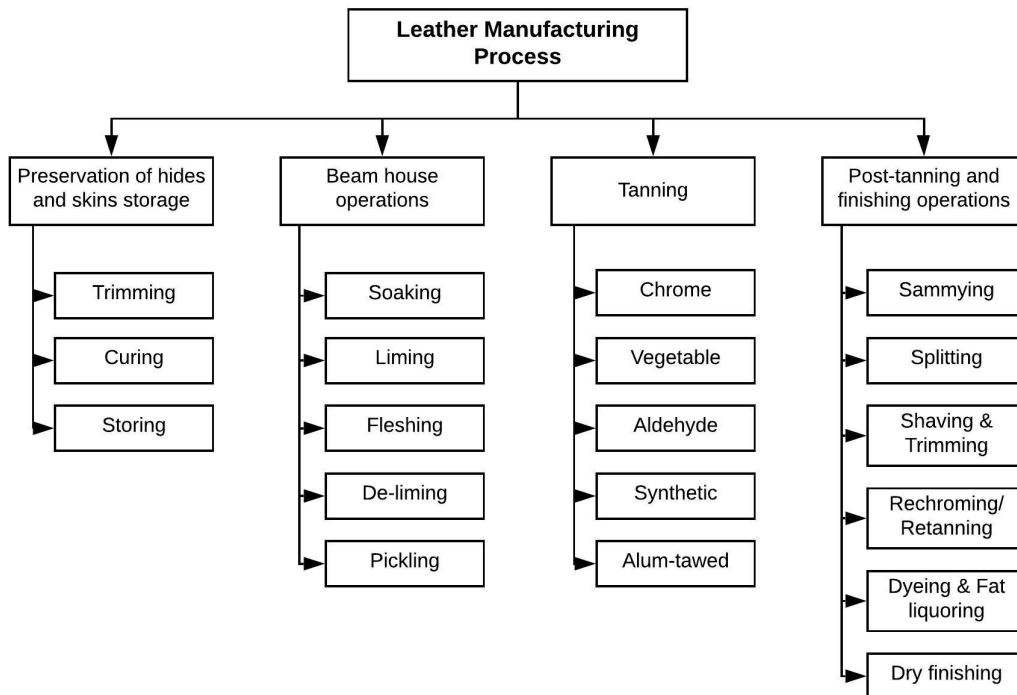 Leather Manufacturing
Process
Preservation of hides
and skins storage
Trimming
Curing
Storing
Beam house
operations
Soaking
Liming
Fleshing
De-liming
Pickling
Tanning
Chrome
Vegetable
Aldehyde
Synthetic
Alum-tawed
Post-tanning and
finishing operations
Sammying
Splitting
Shaving &
Trimming
Rechroming/
Retanning
Dyeing & Fat
liquoring
Dry finishing